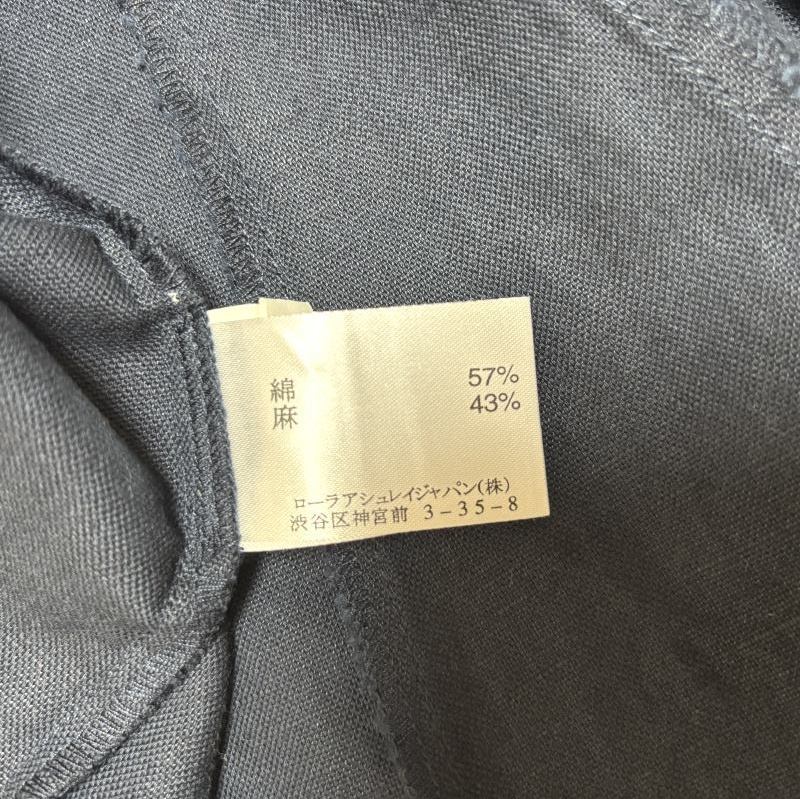 綿 57%
麻 43%
ローラアシュレイジャパン(株)
渋谷区神宮前 3-35-8